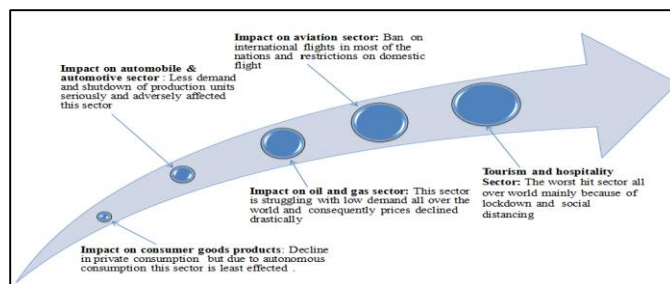 Impact on aviation sector: Ban on
international flights in most of the
nations and restrictions on domestic
flight
Impact on automobile &
automotive sector : Less demand
and shutdown of production units
seriously and adversely affected
this sector
Tourism and hospitality
Sector: The worst hit sector all
over world mainly because of
lockdown and social
distancing
Impact on oil and gas sector: This sector
is struggling with low demand all over the
world and consequently prices declined
drastically
Impact on consumer goods products: Decline
in private consumption but due to autonomous
consumption this sector is least effected .